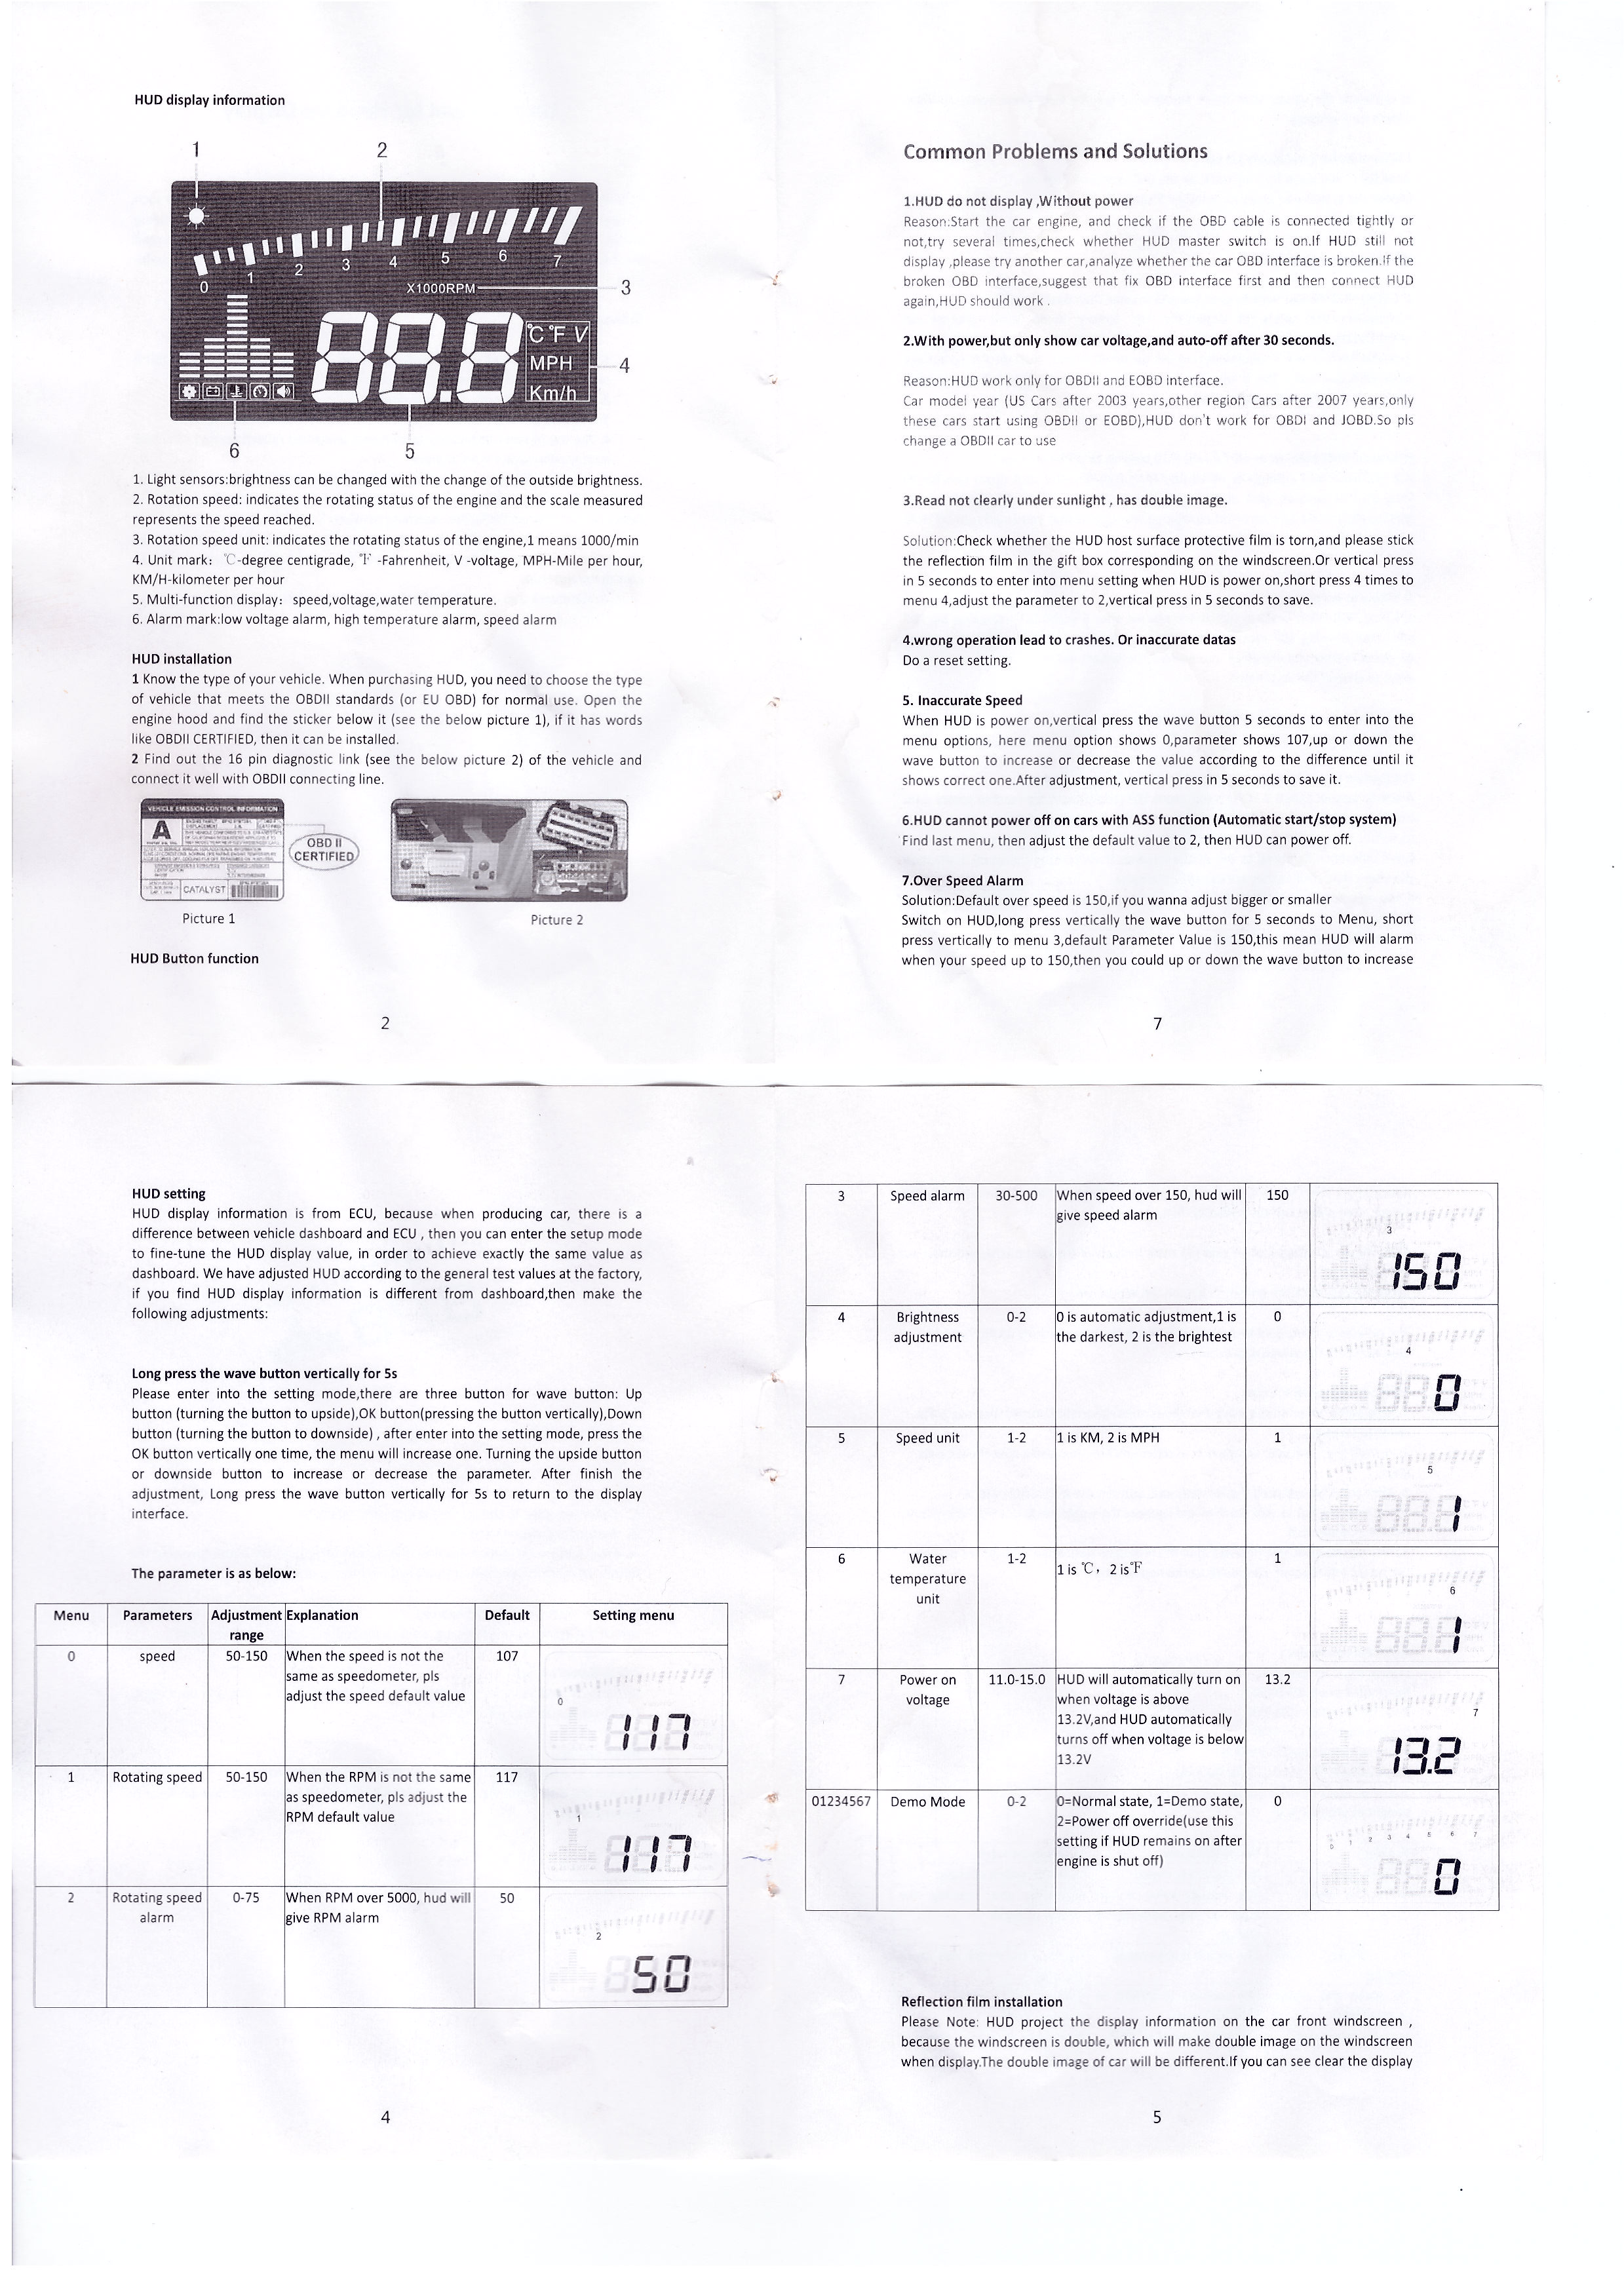 HUD display information
1
2
0
1
2
3
4
5
6
7
X1000RPM
3
88.8
℃ ℉ V
MPH
Km/h
4
6
5
1. Light sensors:brightness can be changed with the change of the outside brightness.
2. Rotation speed: indicates the rotating status of the engine and the scale measured
represents the speed reached.
3. Rotation speed unit: indicates the rotating status of the engine,1 means 1000/min
4. Unit mark： ℃-degree centigrade, ℉ -Fahrenheit, V -voltage, MPH-Mile per hour,
KM/H-kilometer per hour
5. Multi-function display： speed,voltage,water temperature.
6. Alarm mark:low voltage alarm, high temperature alarm, speed alarm
HUD installation
1 Know the type of your vehicle. When purchasing HUD, you need to choose the type
of vehicle that meets the OBDII standards (or EU OBD) for normal use. Open the
engine hood and find the sticker below it (see the below picture 1), if it has words
like OBDII CERTIFIED, then it can be installed.
2 Find out the 16 pin diagnostic link (see the below picture 2) of the vehicle and
connect it well with OBDII connecting line.
VEHICLE EMISSION CONTROL INFORMATION
A
CATALYST
OBD II
CERTIFIED
Picture 1
Picture 2
HUD Button function
2
Common Problems and Solutions
1.HUD do not display ,Without power
Reason:Start the car engine, and check if the OBD cable is connected tightly or
not,try several times,check whether HUD master switch is on.If HUD still not
display ,please try another car,analyze whether the car OBD interface is broken.If the
broken OBD interface,suggest that fix OBD interface first and then connect HUD
again,HUD should work .
2.With power,but only show car voltage,and auto-off after 30 seconds.
Reason:HUD work only for OBDII and EOBD interface.
Car model year (US Cars after 2003 years,other region Cars after 2007 years,only
these cars start using OBDII or EOBD),HUD don't work for OBDI and JOBD.So pls
change a OBDII car to use
3.Read not clearly under sunlight , has double image.
Solution:Check whether the HUD host surface protective film is torn,and please stick
the reflection film in the gift box corresponding on the windscreen.Or vertical press
in 5 seconds to enter into menu setting when HUD is power on,short press 4 times to
menu 4,adjust the parameter to 2,vertical press in 5 seconds to save.
4.wrong operation lead to crashes. Or inaccurate datas
Do a reset setting.
5. Inaccurate Speed
When HUD is power on,vertical press the wave button 5 seconds to enter into the
menu options, here menu option shows 0,parameter shows 107,up or down the
wave button to increase or decrease the value according to the difference until it
shows correct one.After adjustment, vertical press in 5 seconds to save it.
6.HUD cannot power off on cars with ASS function (Automatic start/stop system)
Find last menu, then adjust the default value to 2, then HUD can power off.
7.Over Speed Alarm
Solution:Default over speed is 150,if you wanna adjust bigger or smaller
Switch on HUD,long press vertically the wave button for 5 seconds to Menu, short
press vertically to menu 3,default Parameter Value is 150,this mean HUD will alarm
when your speed up to 150,then you could up or down the wave button to increase
7
HUD setting
HUD display information is from ECU, because when producing car, there is a
difference between vehicle dashboard and ECU , then you can enter the setup mode
to fine-tune the HUD display value, in order to achieve exactly the same value as
dashboard. We have adjusted HUD according to the general test values at the factory,
if you find HUD display information is different from dashboard,then make the
following adjustments:
Long press the wave button vertically for 5s
Please enter into the setting mode,there are three button for wave button: Up
button (turning the button to upside),OK button(pressing the button vertically),Down
button (turning the button to downside) , after enter into the setting mode, press the
OK button vertically one time, the menu will increase one. Turning the upside button
or downside button to increase or decrease the parameter. After finish the
adjustment, Long press the wave button vertically for 5s to return to the display
interface.
The parameter is as below:
Menu Parameters Adjustment Explanation Default Setting menu
range
0 speed 50-150 When the speed is not the 107
same as speedometer, pls
adjust the speed default value
0
117
1 Rotating speed 50-150 When the RPM is not the same 117
as speedometer, pls adjust the
RPM default value
1
117
2 Rotating speed 0-75 When RPM over 5000, hud will 50
alarm give RPM alarm
2
50
4
3 Speed alarm 30-500 When speed over 150, hud will 150
give speed alarm
3
150
4 Brightness 0-2 0 is automatic adjustment,1 is 0
adjustment the darkest, 2 is the brightest
4
0
5 Speed unit 1-2 1 is KM, 2 is MPH 1
5
1
6 Water 1-2 1 is ℃， 2 is℉ 1
temperature
unit
6
1
7 Power on 11.0-15.0 HUD will automatically turn on 13.2
voltage when voltage is above
13.2V,and HUD automatically
turns off when voltage is below
13.2V
7
13.2
01234567 Demo Mode 0-2 0=Normal state, 1=Demo state, 0
2=Power off override(use this
setting if HUD remains on after
engine is shut off)
0 1 2 3 4 5 6 7
0
Reflection film installation
Please Note: HUD project the display information on the car front windscreen ,
because the windscreen is double, which will make double image on the windscreen
when display.The double image of car will be different.If you can see clear the display
5